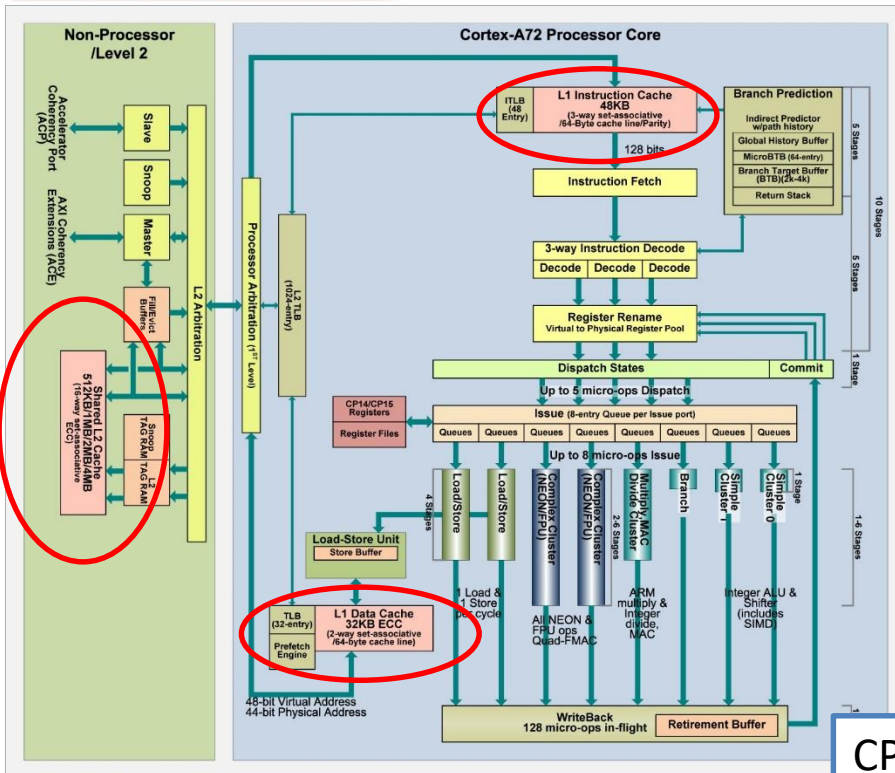 Non-Processor
/Level 2
Accelerator
Coherency Port
(ACP)
AXI Coherency
Extensions (ACE)
Slave
Snoop
Master
Fill/Evict
Buffers
Shared L2 Cache
512KB/1MB/2MB/4MB
(16-way set-associative
ECC)
Snoop
TAG RAM
L2
TAG RAM
L2 Arbitration
Cortex-A72 Processor Core
Processor Arbitration (1ST Level)
L2 TLB
(1024-entry)
ITLB
(48
Entry)
L1 Instruction Cache
48KB
(3-way set-associative
/64-Byte cache line/Parity)
128 bits
Branch Prediction
Indirect Predictor
w/path history
Global History Buffer
MicroBTB (64-entry)
Branch Target Buffer
(BTB)(2k-4k)
Return Stack
5 Stages
10 Stages
Instruction Fetch
3-way Instruction Decode
Decode Decode Decode
5 Stages
Register Rename
Virtual to Physical Register Pool
Dispatch States
Commit
1
Stage
Up to 5 micro-ops Dispatch
CP14/CP15
Registers
Register Files
Issue (8-entry Queue per Issue port)
Queues Queues Queues Queues Queues Queues Queues Queues
Up to 8 micro-ops Issue
4 Stages
Load/Store
Load/Store
Complex Cluster
(NEON/FPU)
Complex Cluster
(NEON/FPU)
2-6 Stages
Multiply, MAC
Divide Cluster
Branch
Simple
Cluster 1
Simple
Cluster 0
1 Stage
1-6 Stages
Load-Store Unit
Store Buffer
1 Load &
1 Store
per cycle
All NEON &
FPU ops
Quad-FMAC
ARM
multiply &
Integer
divide,
MAC
Integer ALU &
Shifter
(includes
SIMD)
TLB
(32-entry)
Prefetch
Engine
L1 Data Cache
32KB ECC
(2-way set-associative
/64-byte cache line)
48-bit Virtual Address
44-bit Physical Address
WriteBack
128 micro-ops in-flight
Retirement Buffer
1